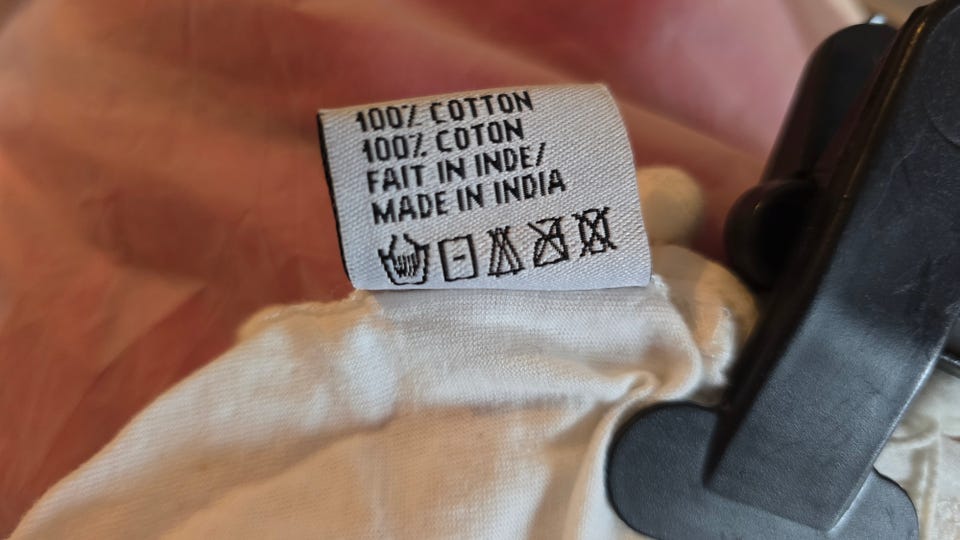 100% COTTON
100% COTON
FAIT IN INDE/
MADE IN INDIA